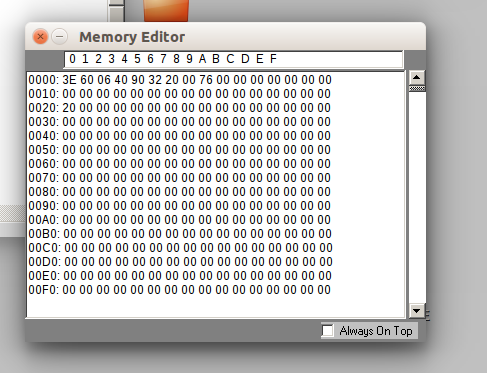 Memory Editor
0 1 2 3 4 5 6 7 8 9 A B C D E F
0000: 3E 60 06 40 90 32 20 00 76 00 00 00 00 00 00 00
0010: 00 00 00 00 00 00 00 00 00 00 00 00 00 00 00 00
0020: 20 00 00 00 00 00 00 00 00 00 00 00 00 00 00 00
0030: 00 00 00 00 00 00 00 00 00 00 00 00 00 00 00 00
0040: 00 00 00 00 00 00 00 00 00 00 00 00 00 00 00 00
0050: 00 00 00 00 00 00 00 00 00 00 00 00 00 00 00 00
0060: 00 00 00 00 00 00 00 00 00 00 00 00 00 00 00 00
0070: 00 00 00 00 00 00 00 00 00 00 00 00 00 00 00 00
0080: 00 00 00 00 00 00 00 00 00 00 00 00 00 00 00 00
0090: 00 00 00 00 00 00 00 00 00 00 00 00 00 00 00 00
00A0: 00 00 00 00 00 00 00 00 00 00 00 00 00 00 00 00
00B0: 00 00 00 00 00 00 00 00 00 00 00 00 00 00 00 00
00C0: 00 00 00 00 00 00 00 00 00 00 00 00 00 00 00 00
00D0: 00 00 00 00 00 00 00 00 00 00 00 00 00 00 00 00
00E0: 00 00 00 00 00 00 00 00 00 00 00 00 00 00 00 00
00F0: 00 00 00 00 00 00 00 00 00 00 00 00 00 00 00 00
Always On Top